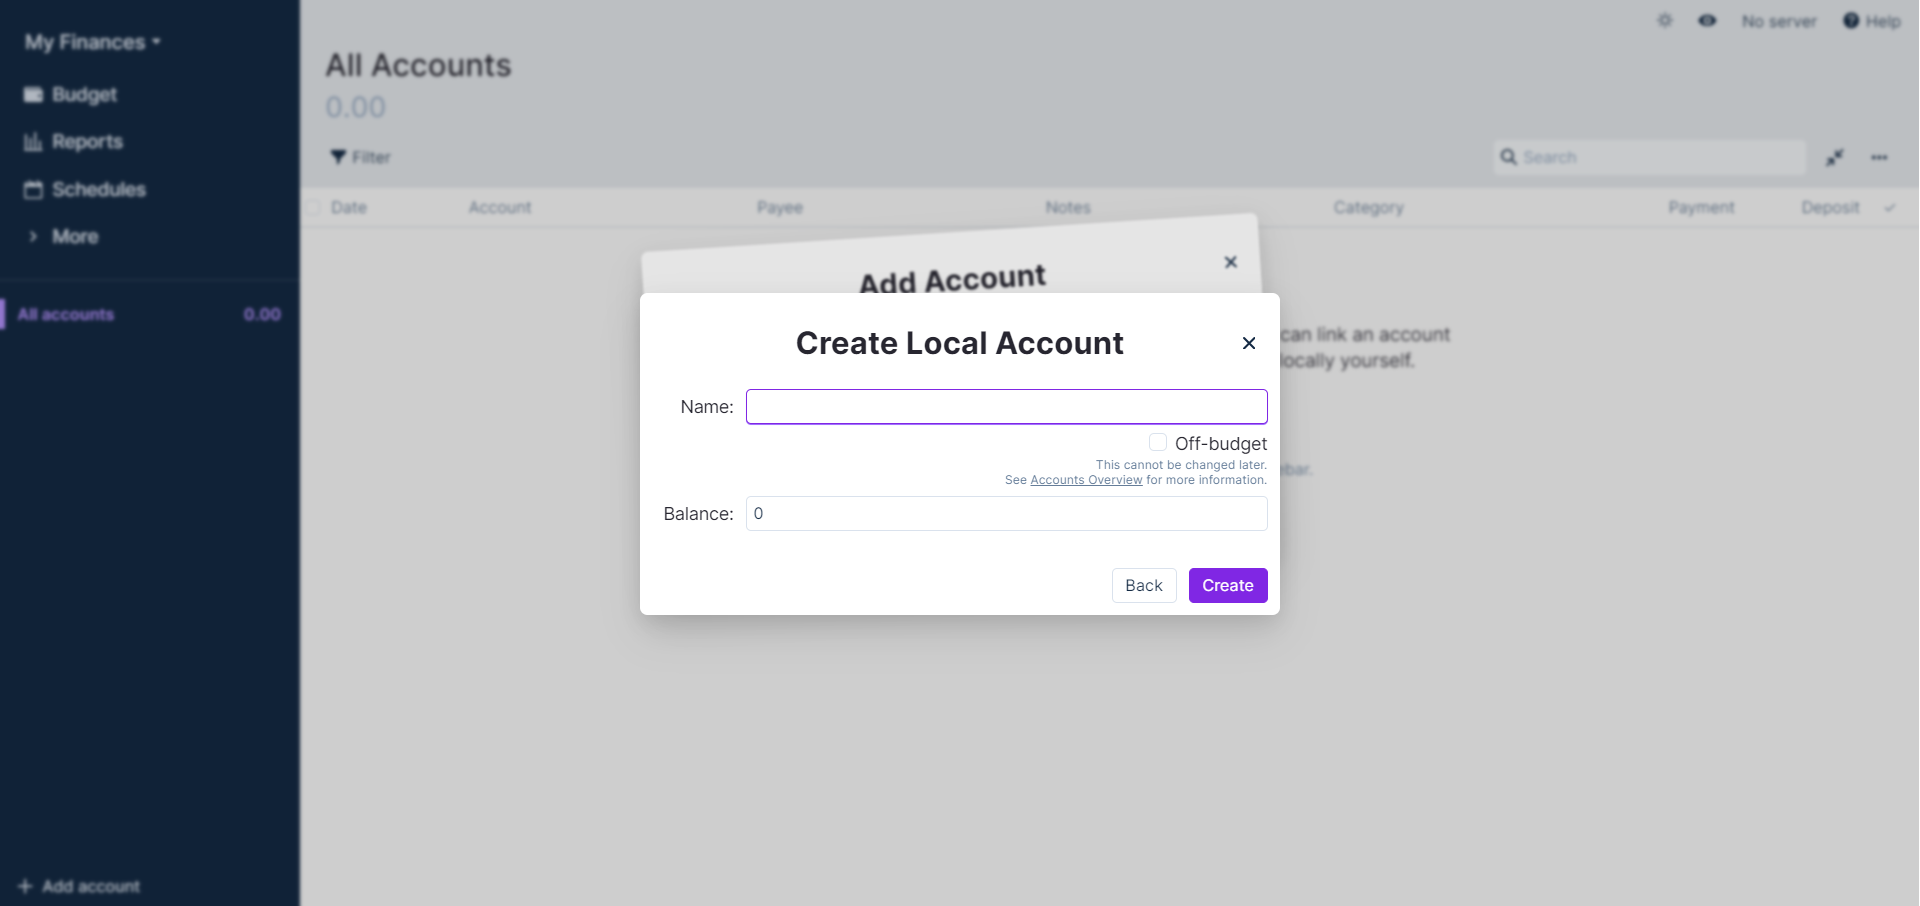 My Finances
Budget
Reports
Schedules
More
All accounts 0.00
Add account
No server
Help
All Accounts
0.00
Filter
Search
Date Account Payee Notes Category Payment Deposit
Add Account
can link an account
locally yourself.
Create Local Account
Name:
Off-budget
This cannot be changed later.
See Accounts Overview for more information.
Balance: 0
Back Create